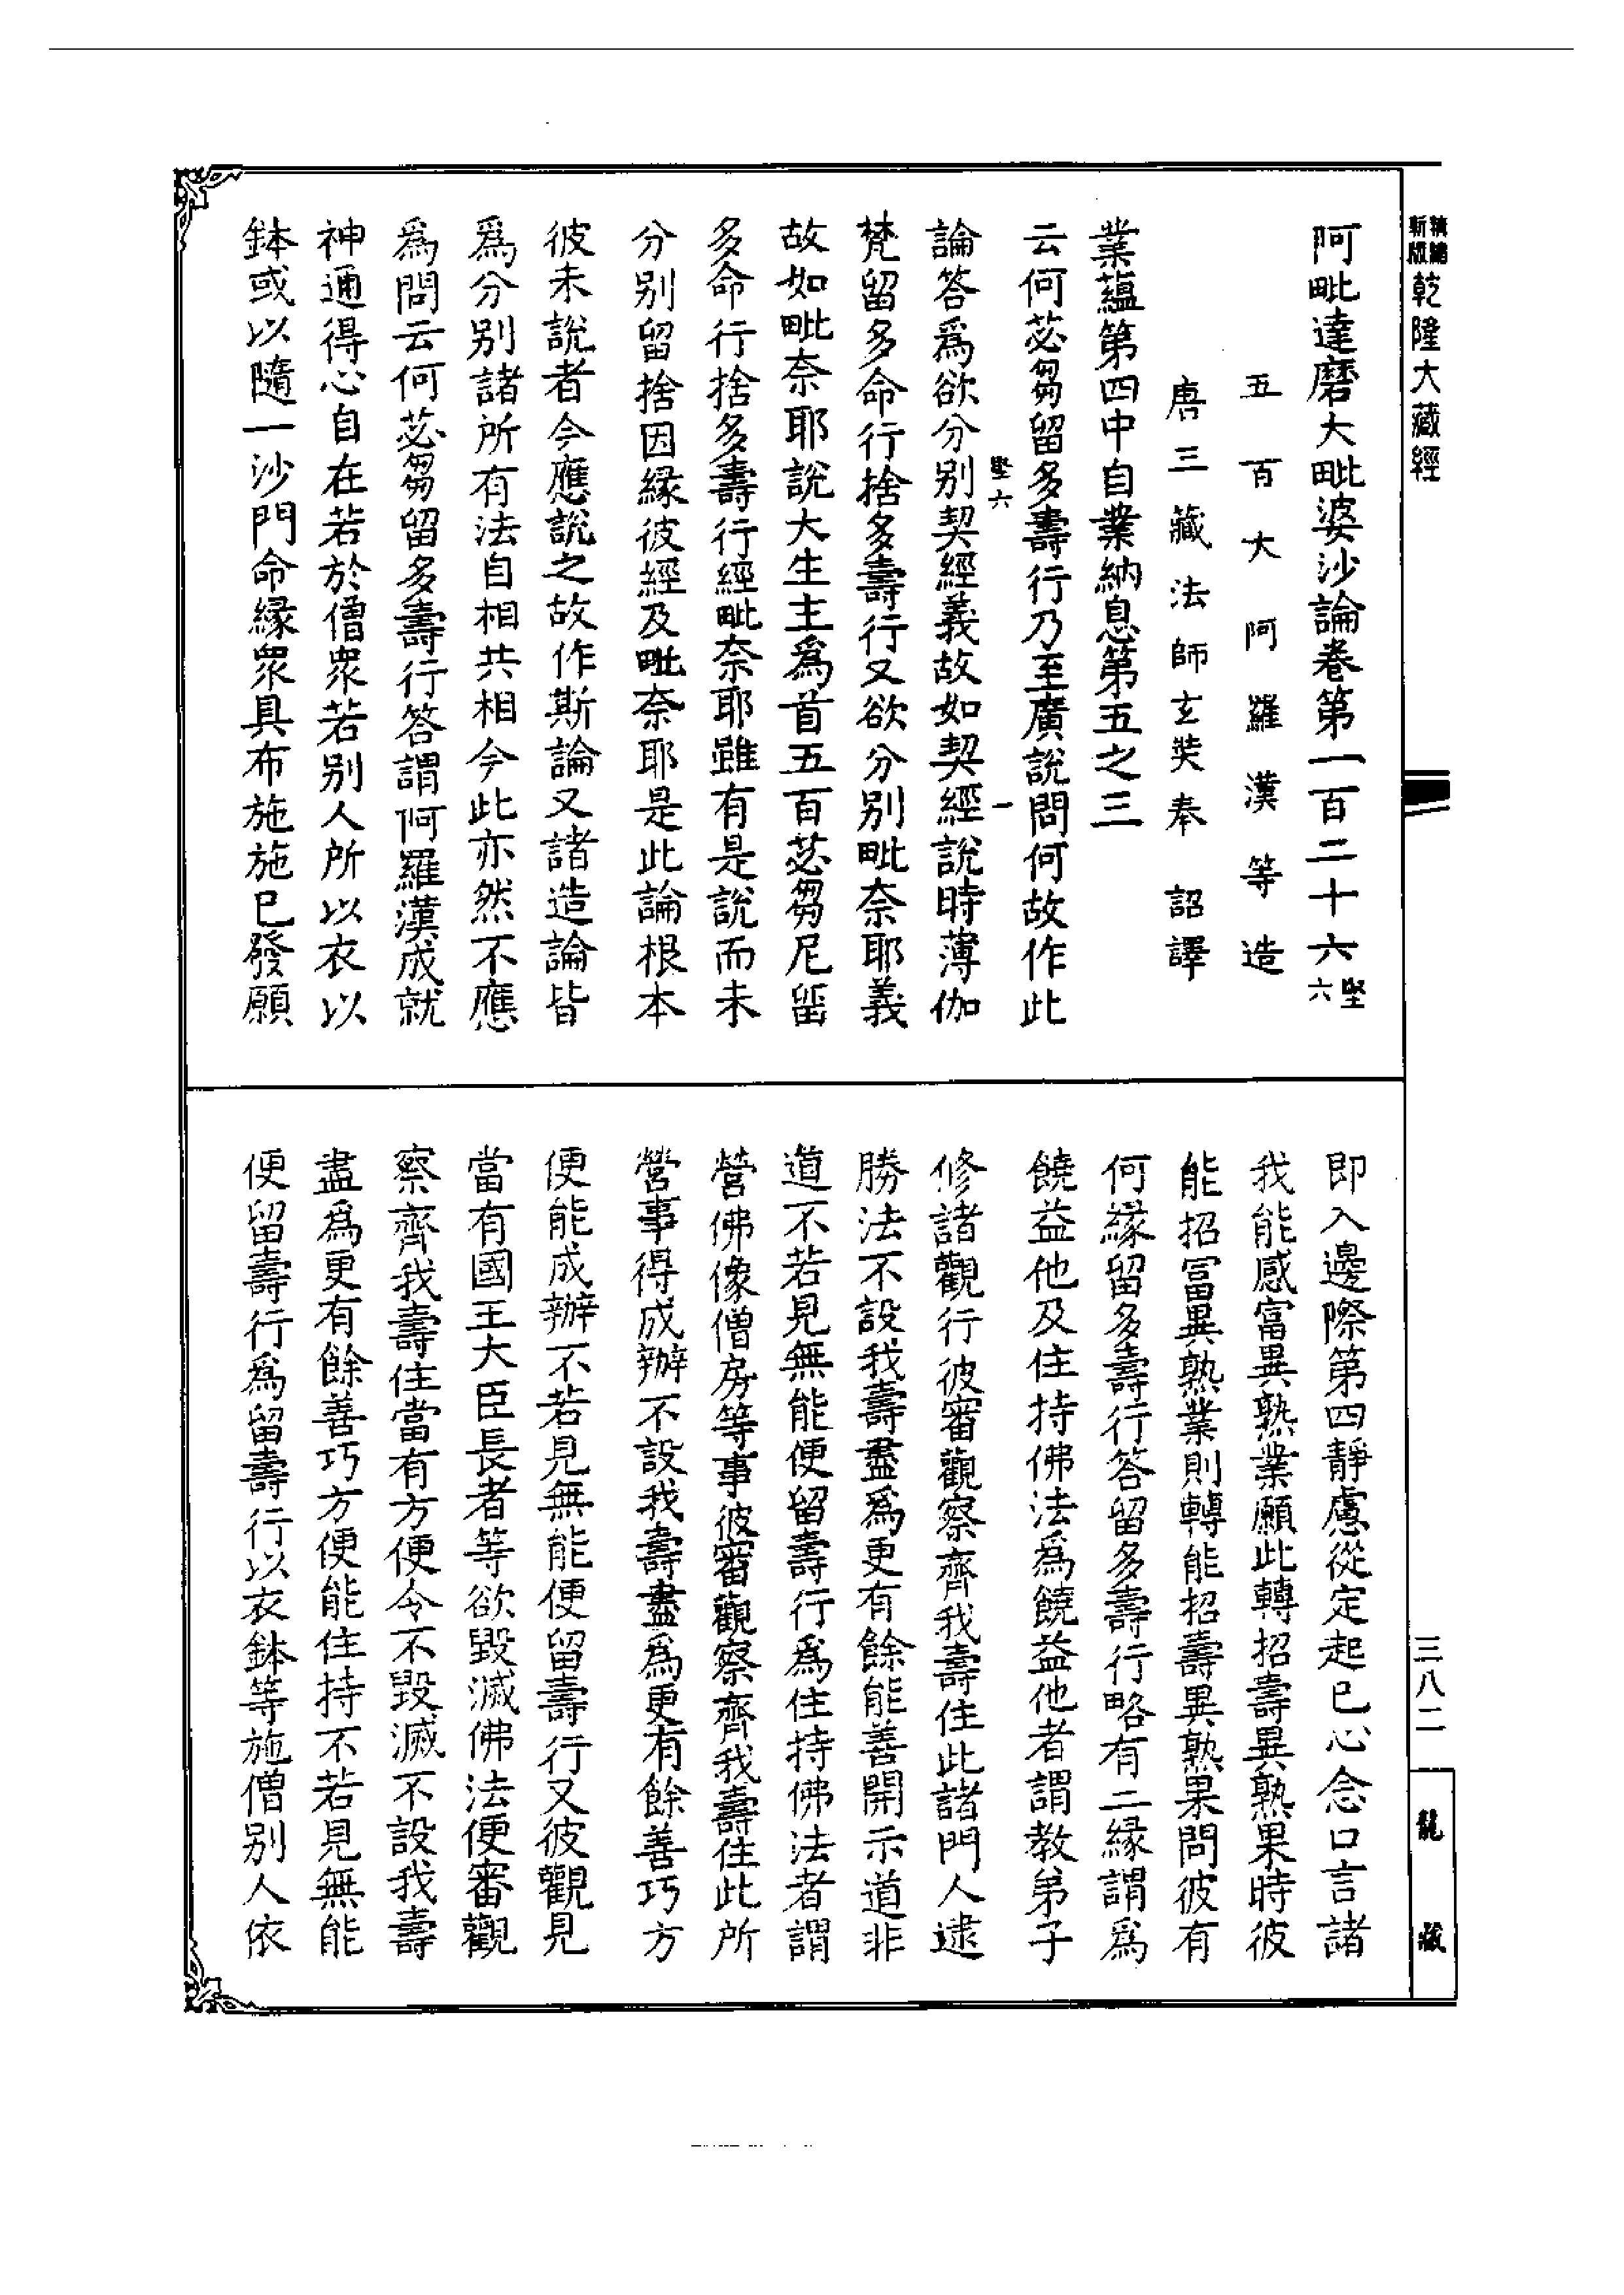 新版精編乾隆大藏經
阿毗達磨大毗婆沙論卷第一百二十六堅六
五百大阿羅漢等造
唐三藏法師玄奘奉詔譯
業蘊第四中自業納息第五之三
云何苾芻留多壽行乃至廣說問何故作此
堅六 一
論答為欲分別契經義故如契經說時薄伽
梵留多命行捨多壽行又欲分別毗奈耶義
故如毗奈耶說大生主為首五百苾芻尼留
多命行捨多壽行經毗奈耶雖有是說而未
分別留捨因緣彼經及毗奈耶是此論根本
彼未說者今應說之故作斯論又諸造論皆
為分別諸所有法自相共相今此亦然不應
為問云何苾芻留多壽行答謂阿羅漢成就
神通得心自在若於僧眾若別人所以衣以
鉢或以隨一沙門命緣眾具布施施已發願
即入邊際第四靜慮從定起已心念口言諸
我能感富異熟業願此轉招壽異熟果時彼
能招富異熟業則轉能招壽異熟果問彼有
何緣留多壽行答留多壽行略有二緣謂為
饒益他及住持佛法為饒益他者謂教弟子
修諸觀行彼審觀察齊我壽住此諸門人逮
勝法不設我壽盡為更有餘能善開示道非
道不若見無能便留壽行為住持佛法者謂
營佛像僧房等事彼審觀察齊我壽住此所
營事得成辦不設我壽盡為更有餘善巧方
便能成辦不若見無能便留壽行又彼觀見
當有國王大臣長者等欲毀滅佛法便審觀
察齊我壽住當有方便令不毀滅不設我壽
盡為更有餘善巧方便能住持不若見無能
便留壽行為留壽行以衣鉢等施僧別人依
三八二
龍藏